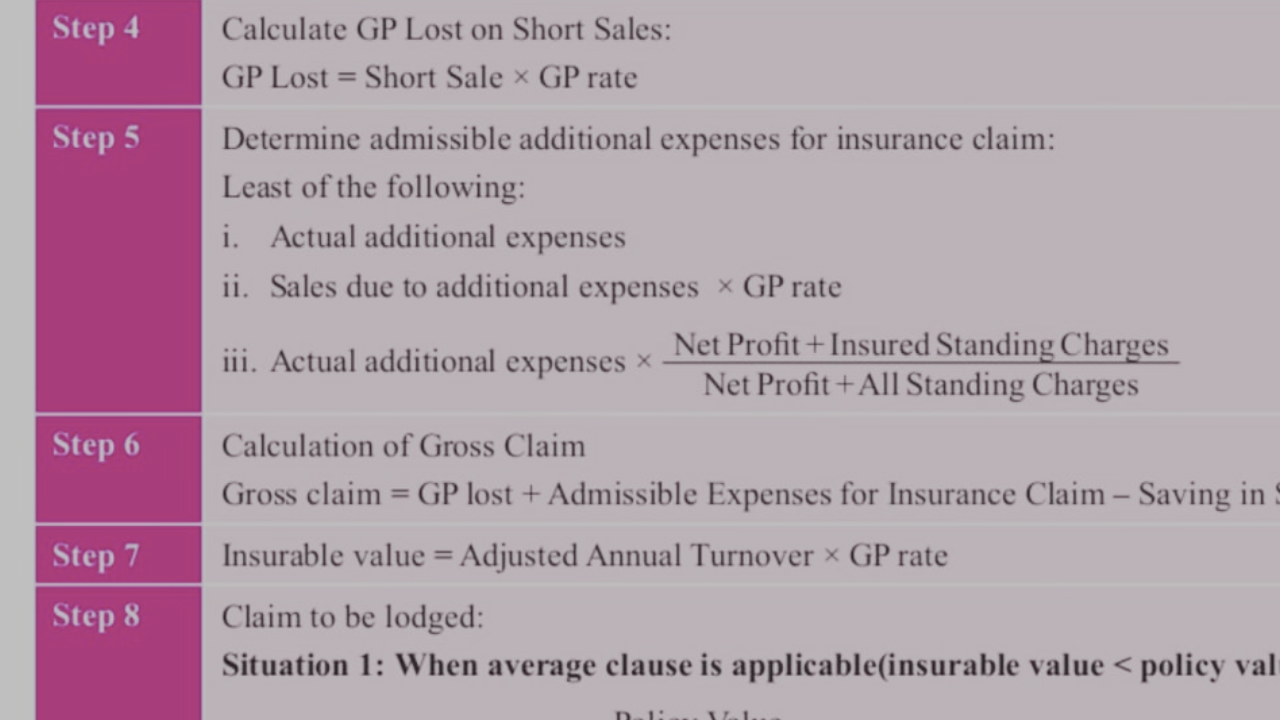 Step 4
Calculate GP Lost on Short Sales:
GP Lost = Short Sale × GP rate
Step 5
Determine admissible additional expenses for insurance claim:
Least of the following:
i. Actual additional expenses
ii. Sales due to additional expenses × GP rate
iii. Actual additional expenses × Net Profit + Insured Standing Charges
Net Profit + All Standing Charges
Step 6
Calculation of Gross Claim
Gross claim = GP lost + Admissible Expenses for Insurance Claim – Saving in
Step 7
Insurable value = Adjusted Annual Turnover × GP rate
Step 8
Claim to be lodged:
Situation 1: When average clause is applicable(insurable value < policy
Policy Value